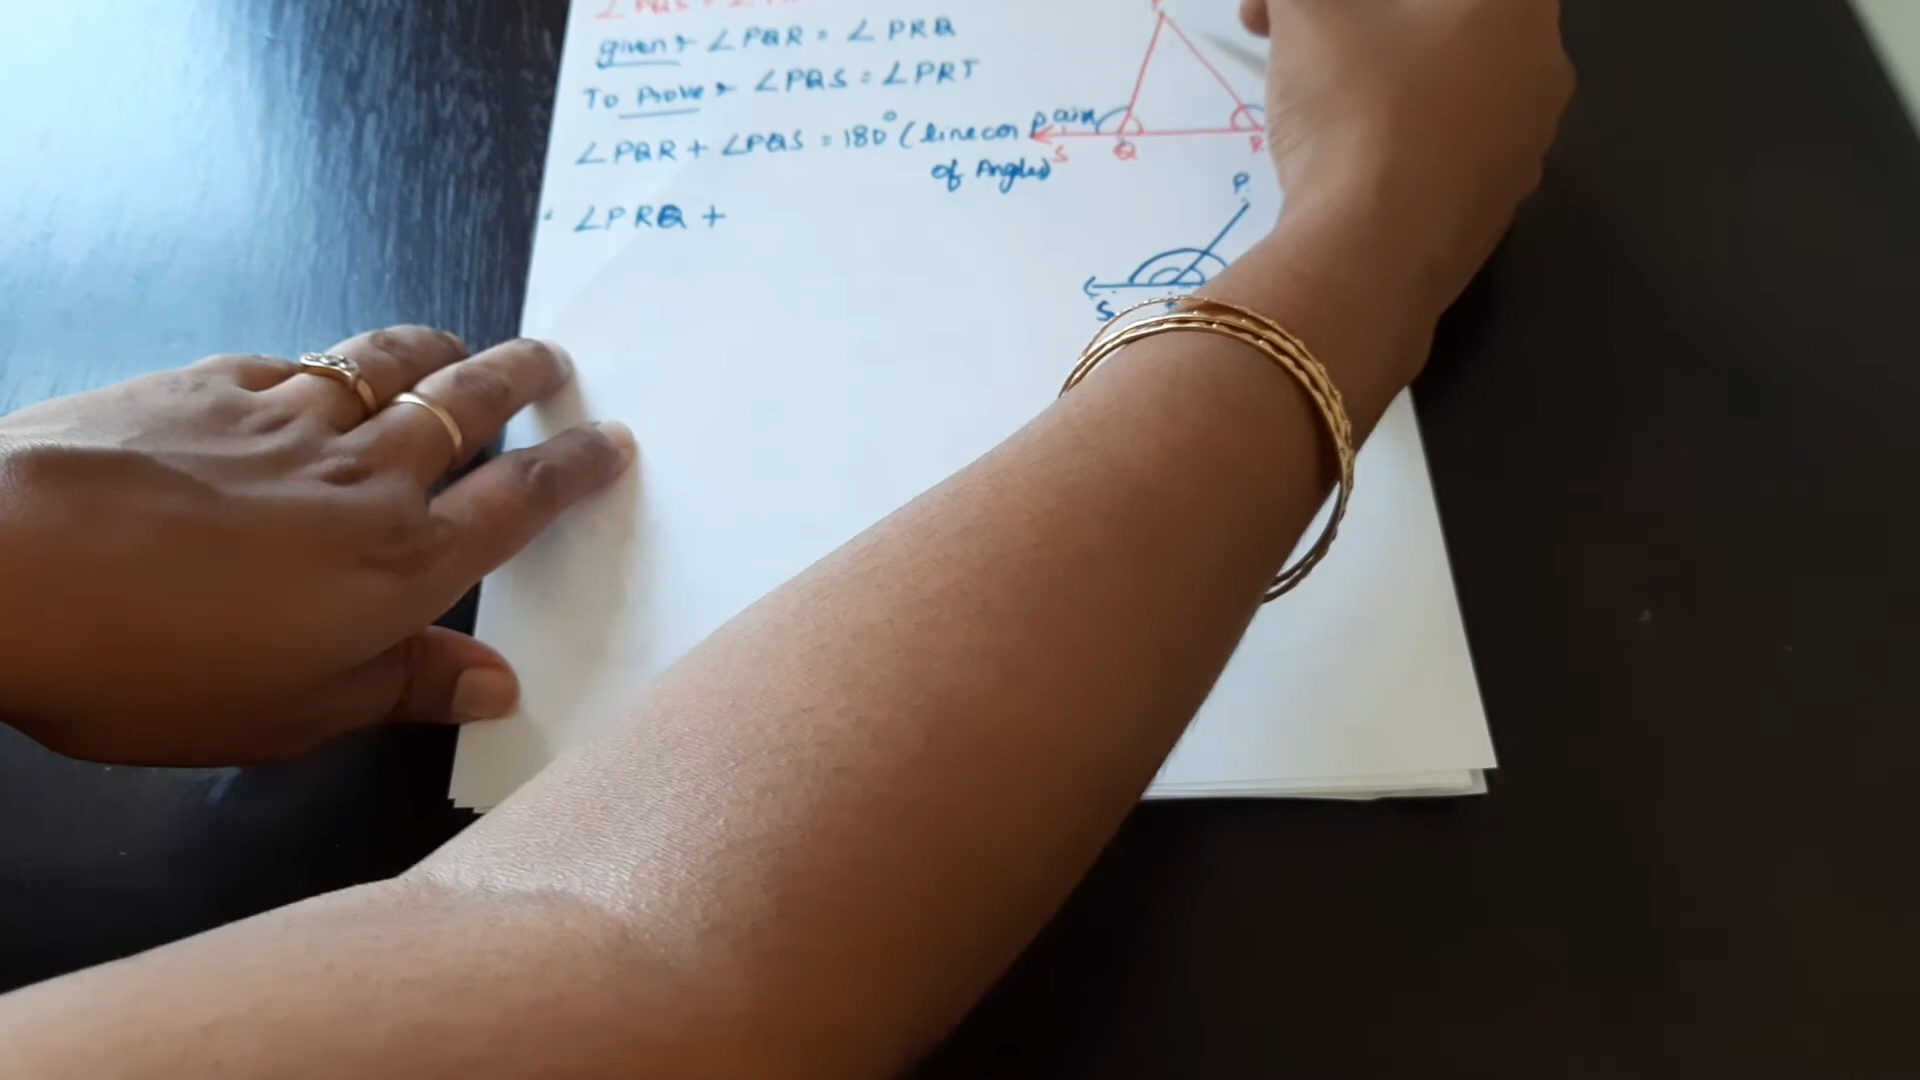 given ∠PQR = ∠PRQ
To Prove ∠PQS = ∠PRT
∠PQR + ∠PQS = 180° (linear pair
of Angles)
∠PRQ +
S Q R
P
S